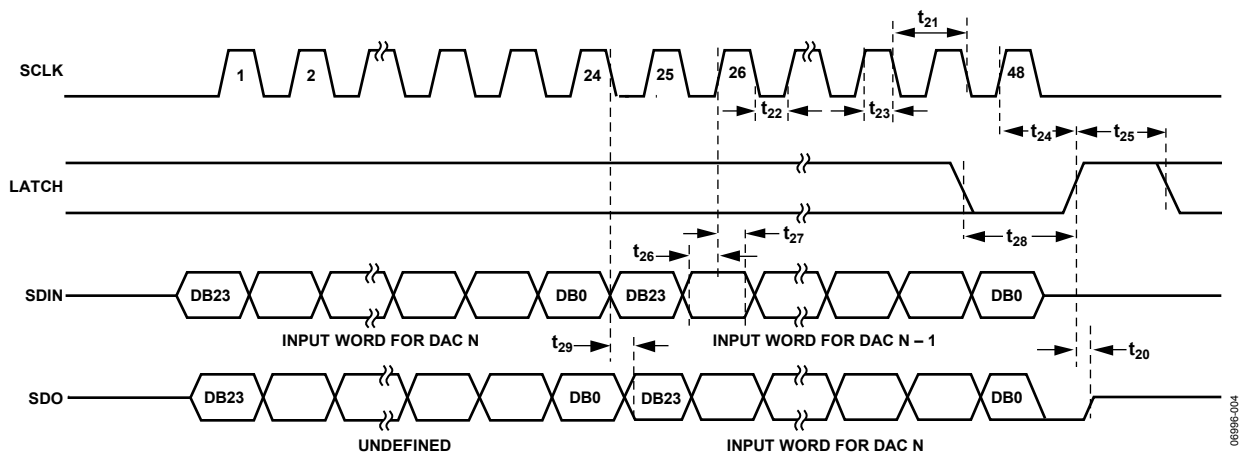 t21
SCLK
1
2
24
25
26
48
t22
t23
t24
t25
LATCH
t28
t27
t26
SDIN
DB23
DB0
DB23
DB0
INPUT WORD FOR DAC N
INPUT WORD FOR DAC N – 1
t29
t20
SDO
DB23
DB0
DB23
DB0
UNDEFINED
INPUT WORD FOR DAC N
06996-004